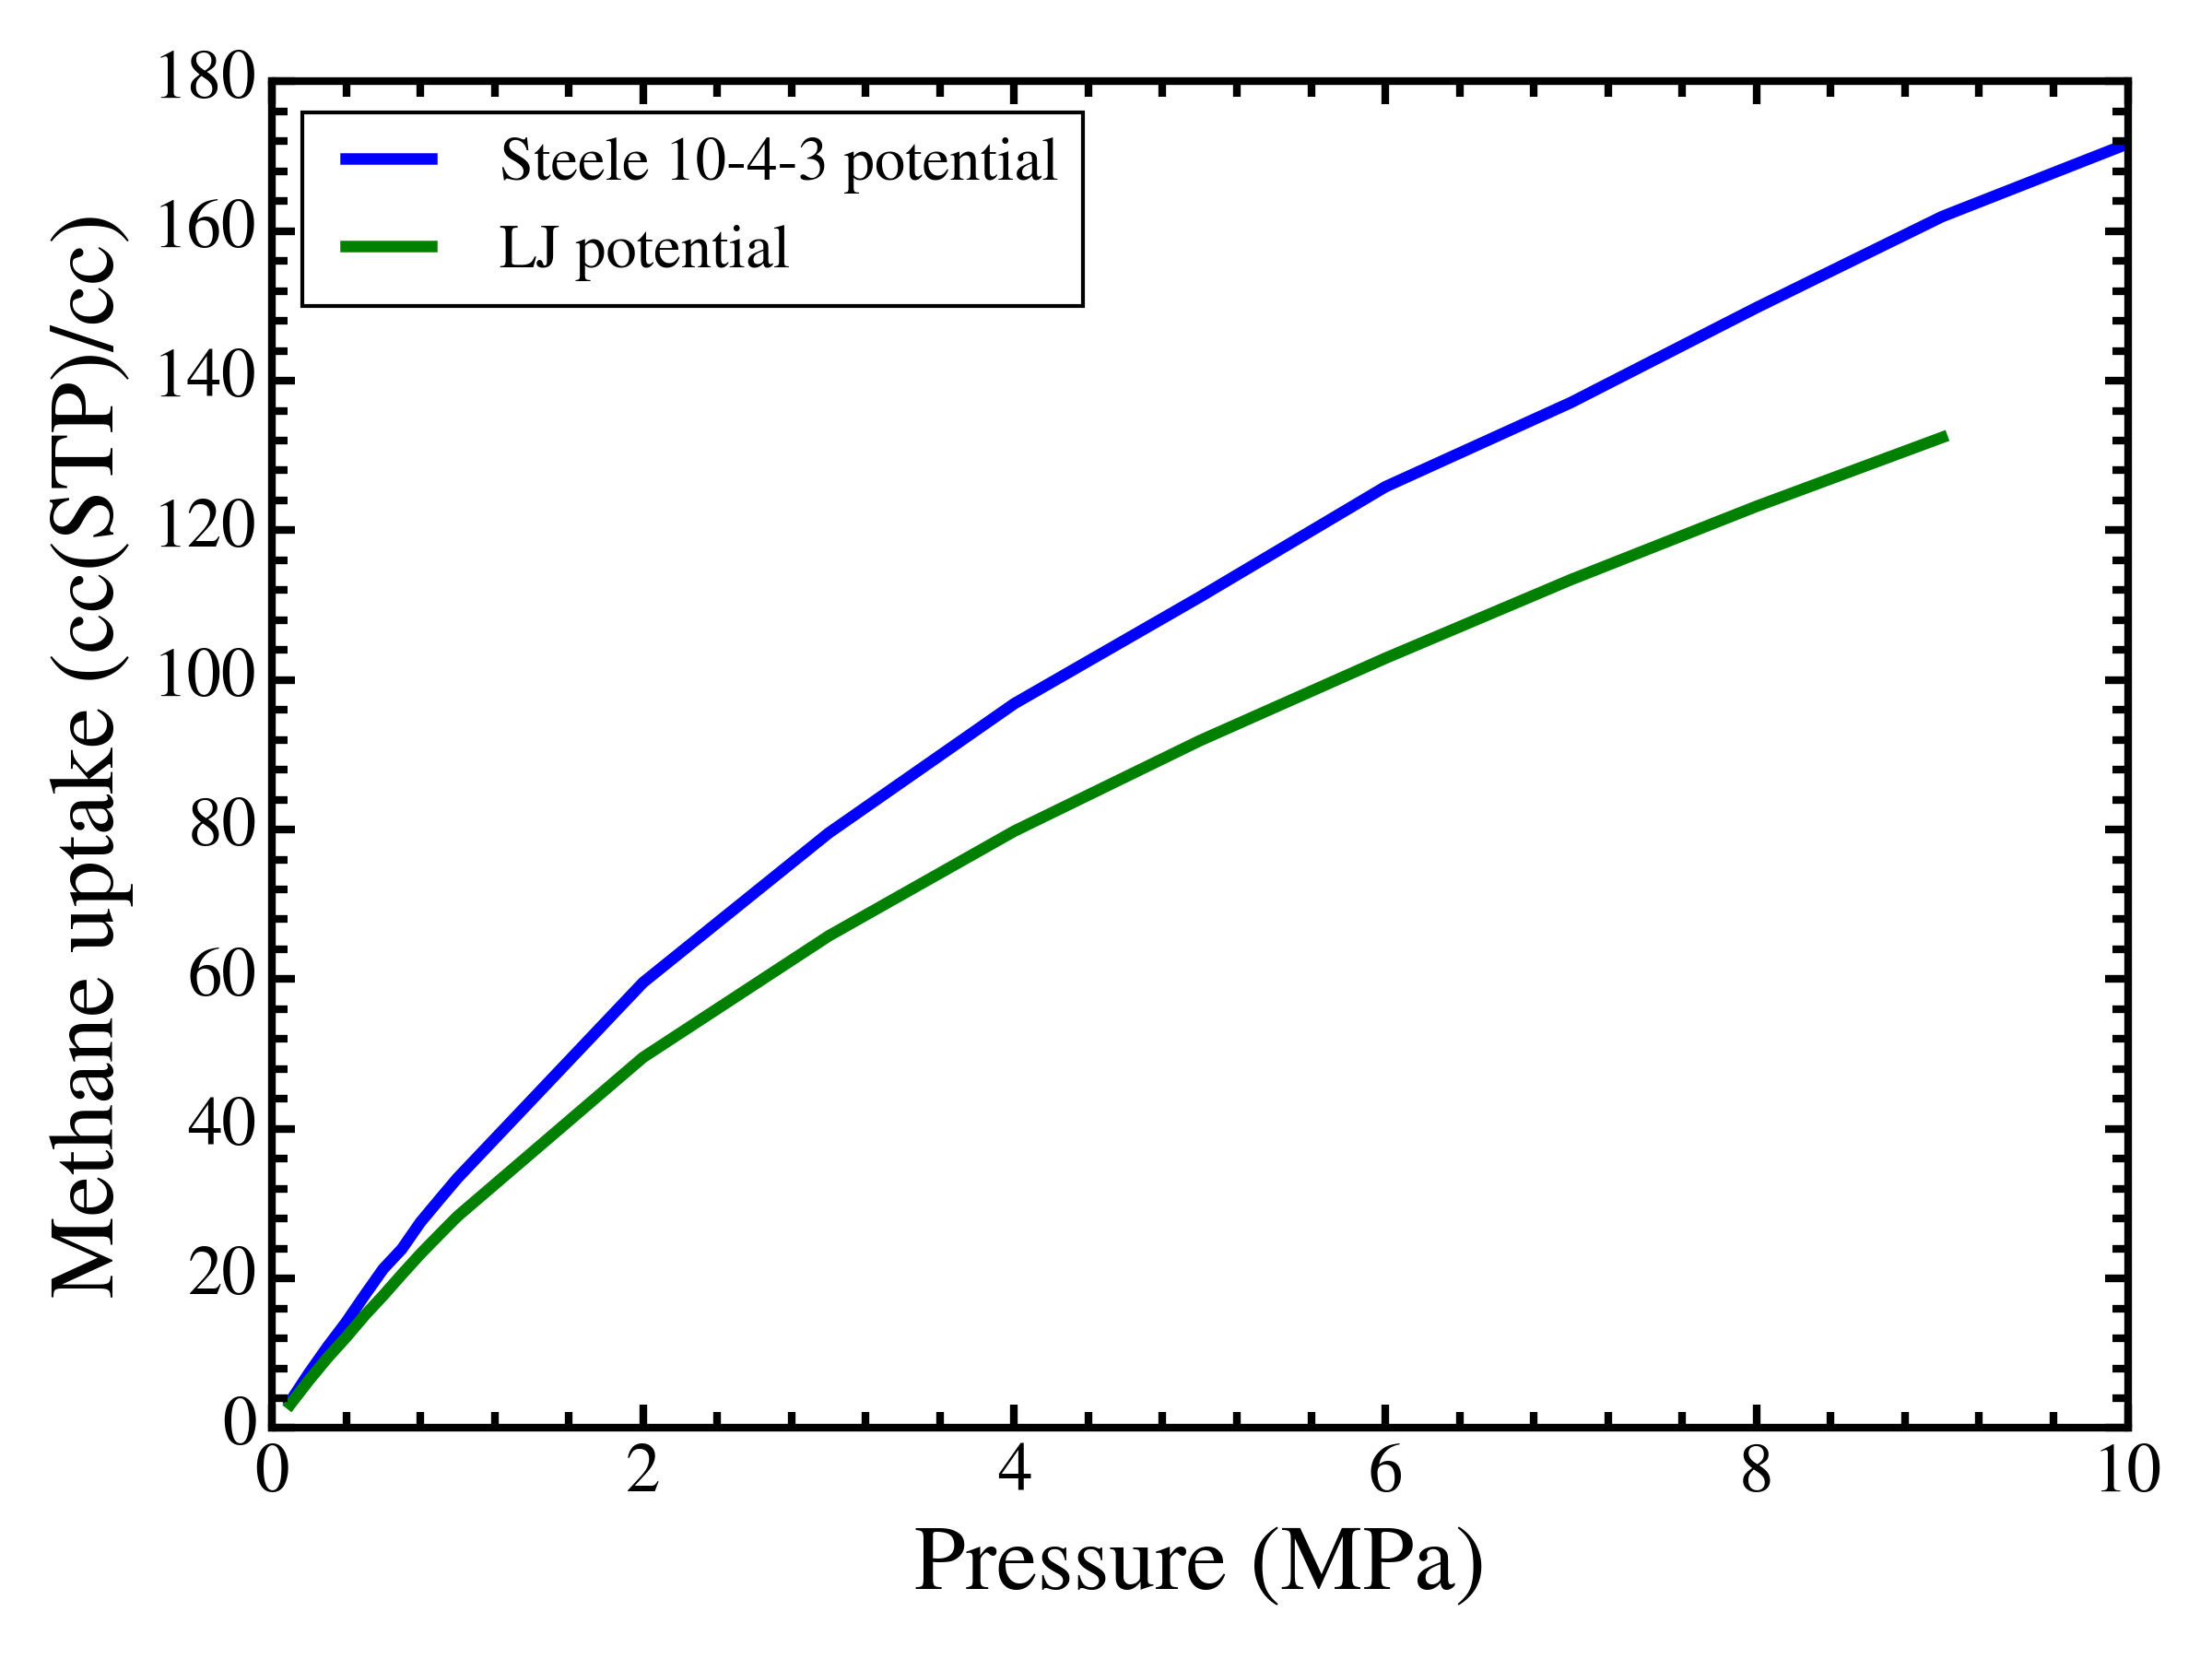 Steele 10-4-3 potential
LJ potential
Methane uptake (cc(STP)/cc)
180
160
140
120
100
80
60
40
20
0
0 2 4 6 8 10
Pressure (MPa)